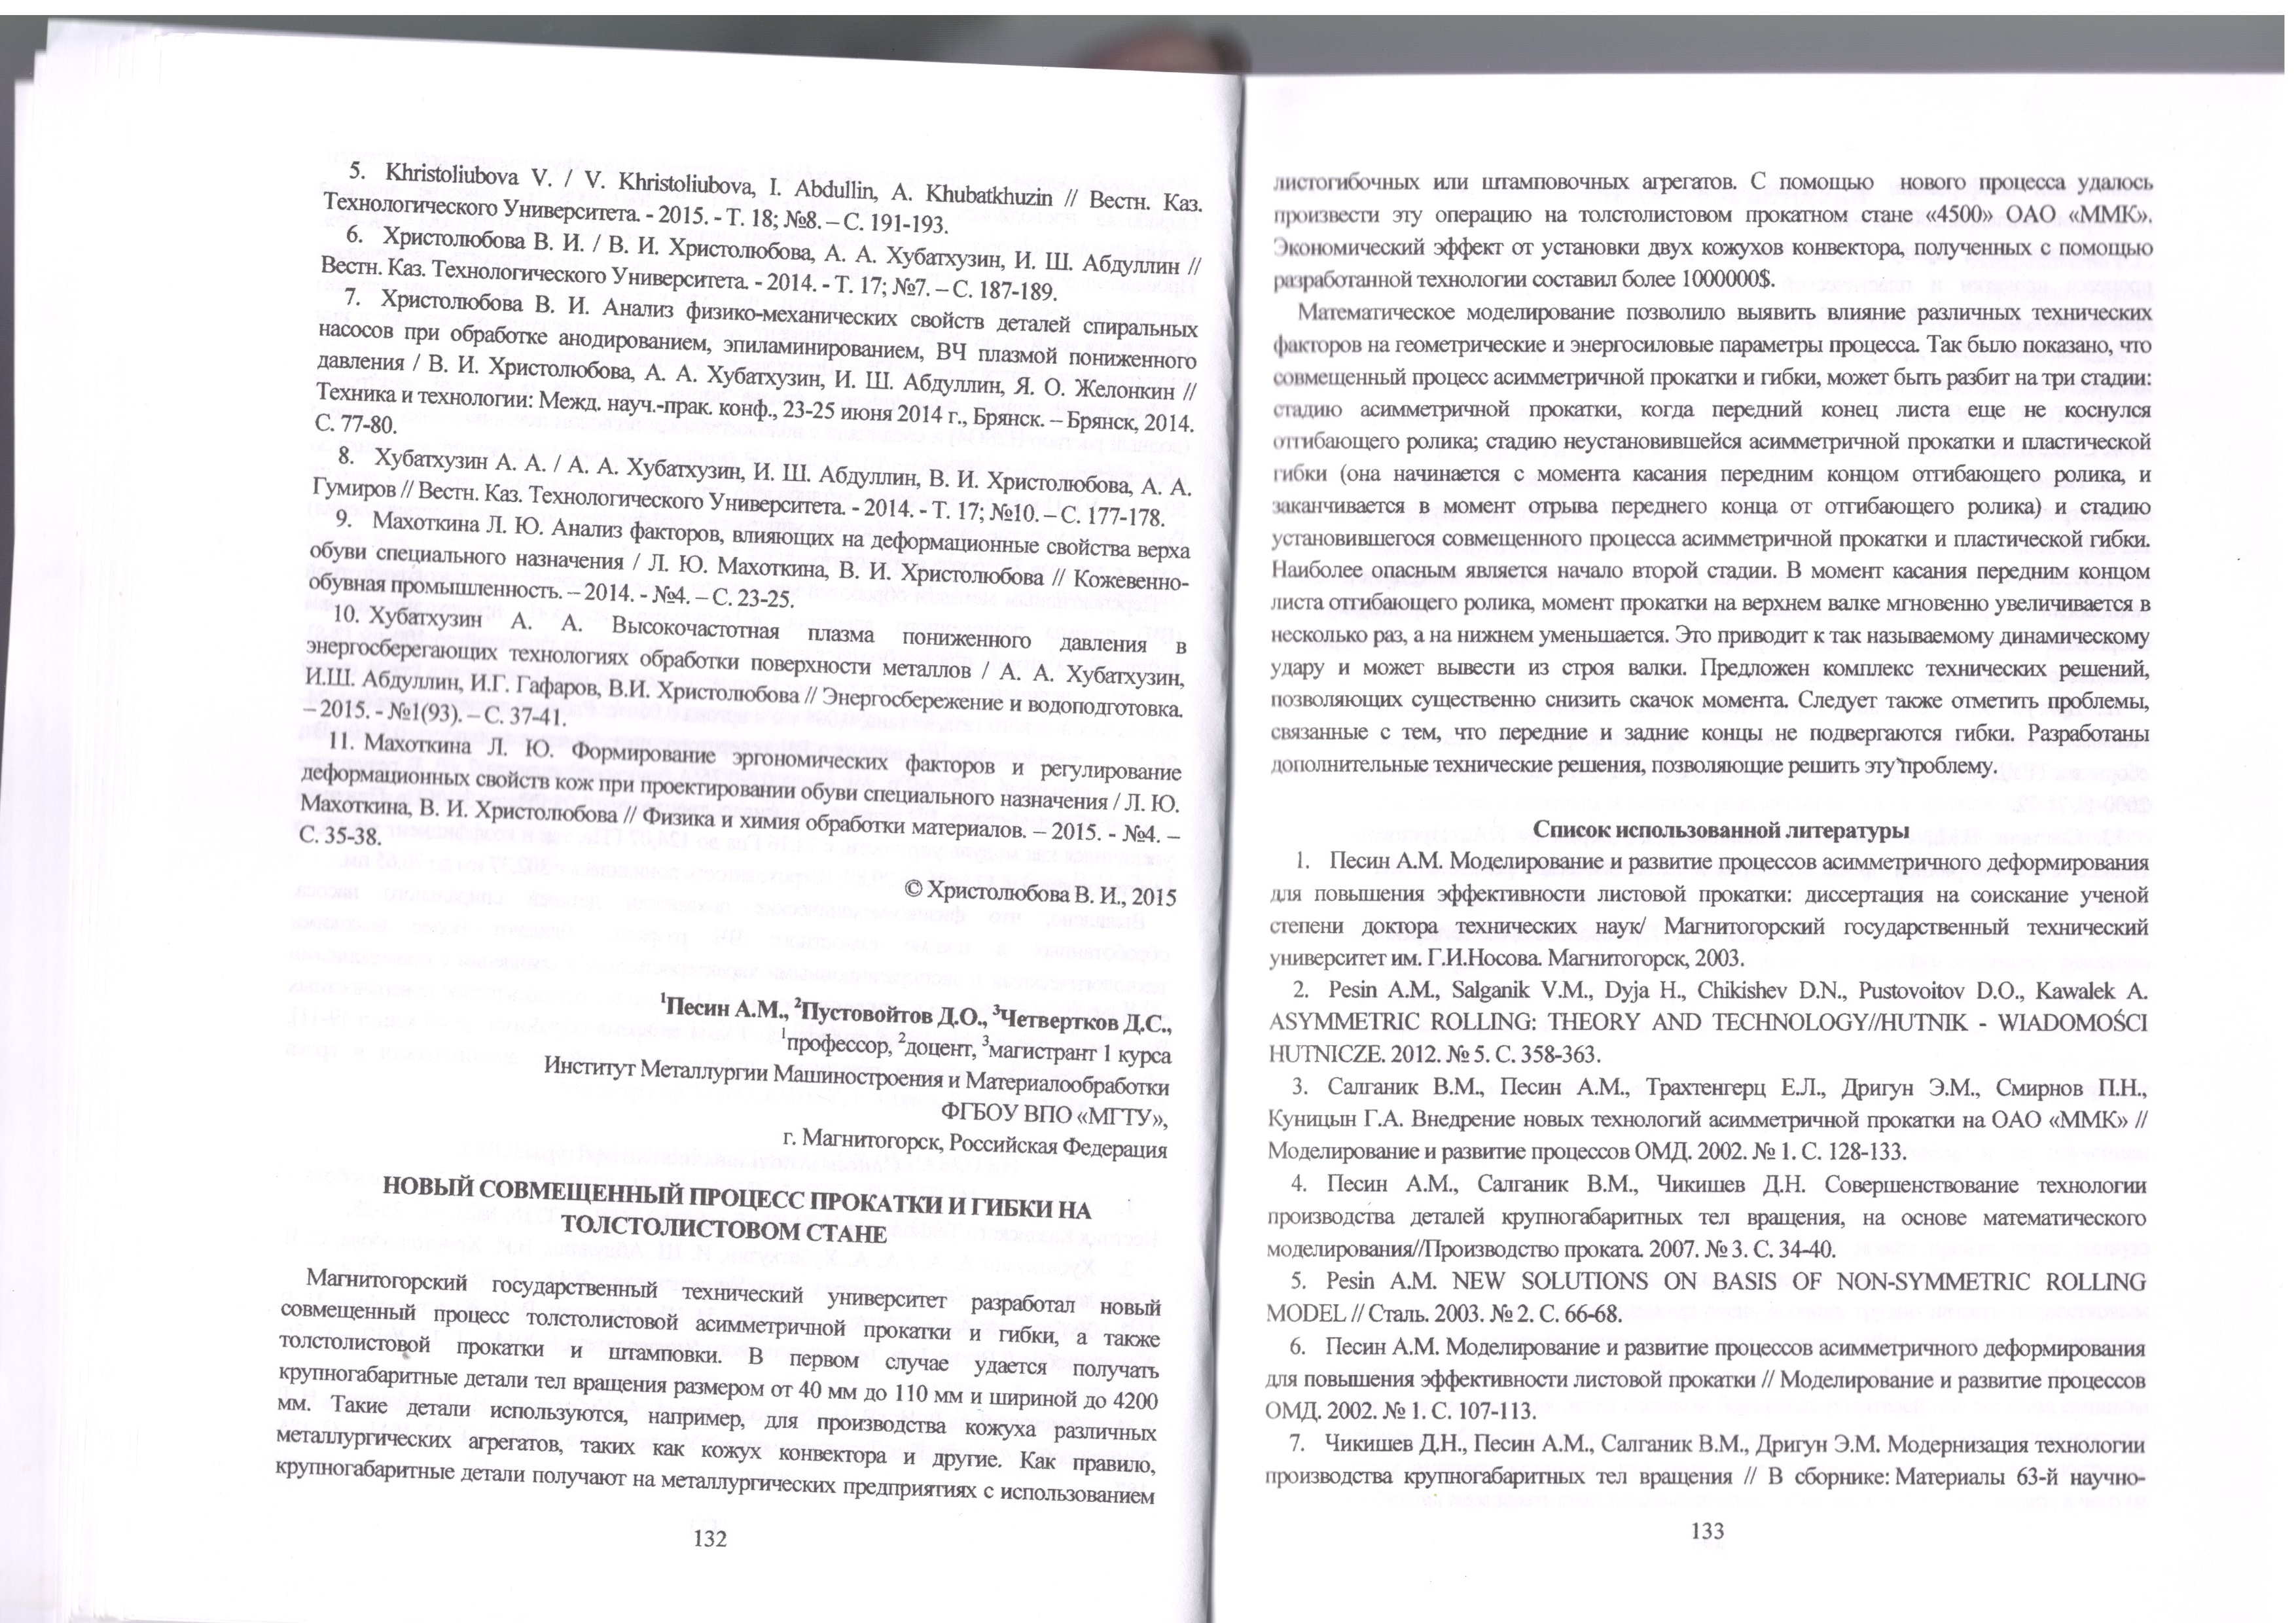 5. Khristoliubova V. / V. Khristoliubova, I. Abdullin, A. Khubatkhuzin // Вестн. Каз.
Технологического Университета. - 2015. - Т. 18; №8. – С. 191-193.
6. Христолюбова В. И. / В. И. Христолюбова, А. А. Хубатхузин, И. Ш. Абдуллин //
Вестн. Каз. Технологического Университета. - 2014. - Т. 17; №7. – С. 187-189.
7. Христолюбова В. И. Анализ физико-механических свойств деталей спиральных
насосов при обработке анодированием, эпиламинированием, ВЧ плазмой пониженного
давления / В. И. Христолюбова, А. А. Хубатхузин, И. Ш. Абдуллин, Я. О. Желонкин //
Техника и технологии: Межд. науч.-прак. конф., 23-25 июня 2014 г., Брянск. – Брянск, 2014.
С. 77-80.
8. Хубатхузин А. А. / А. А. Хубатхузин, И. Ш. Абдуллин, В. И. Христолюбова, А. А.
Гумиров // Вестн. Каз. Технологического Университета. - 2014. - Т. 17; №10. – С. 177-178.
9. Махоткина Л. Ю. Анализ факторов, влияющих на деформационные свойства верха
обуви специального назначения / Л. Ю. Махоткина, В. И. Христолюбова // Кожевенно-
обувная промышленность. – 2014. - №4. – С. 23-25.
10. Хубатхузин А. А. Высокочастотная плазма пониженного давления в
энергосберегающих технологиях обработки поверхности металлов / А. А. Хубатхузин,
И.Ш. Абдуллин, И.Г. Гафаров, В.И. Христолюбова // Энергосбережение и водоподготовка.
– 2015. - №1(93). – С. 37-41.
11. Махоткина Л. Ю. Формирование эргономических факторов и регулирование
деформационных свойств кож при проектировании обуви специального назначения / Л. Ю.
Махоткина, В. И. Христолюбова // Физика и химия обработки материалов. – 2015. - №4. –
С. 35-38.
© Христолюбова В. И., 2015
¹Песин А.М., ²Пустовойтов Д.О., ³Четвертков Д.С.,
¹профессор, ²доцент, ³магистрант 1 курса
Институт Металлургии Машиностроения и Материалообработки
ФГБОУ ВПО «МГТУ»,
г. Магнитогорск, Российская Федерация
НОВЫЙ СОВМЕЩЕННЫЙ ПРОЦЕСС ПРОКАТКИ И ГИБКИ НА
ТОЛСТОЛИСТОВОМ СТАНЕ
Магнитогорский государственный технический университет разработал новый
совмещенный процесс толстолистовой асимметричной прокатки и гибки, а также
толстолистовой прокатки и штамповки. В первом случае удается получать
крупногабаритные детали тел вращения размером от 40 мм до 110 мм и шириной до 4200
мм. Такие детали используются, например, для производства кожуха различных
металлургических агрегатов, таких как кожух конвектора и другие. Как правило,
крупногабаритные детали получают на металлургических предприятиях с использованием
132
листогибочных или штамповочных агрегатов. С помощью нового процесса удалось
произвести эту операцию на толстолистовом прокатном стане «4500» ОАО «ММК».
Экономический эффект от установки двух кожухов конвектора, полученных с помощью
разработанной технологии составил более 1000000$.
Математическое моделирование позволило выявить влияние различных технических
факторов на геометрические и энергосиловые параметры процесса. Так было показано, что
совмещенный процесс асимметричной прокатки и гибки, может быть разбит на три стадии:
стадию асимметричной прокатки, когда передний конец листа еще не коснулся
отгибающего ролика; стадию неустановившейся асимметричной прокатки и пластической
гибки (она начинается с момента касания передним концом отгибающего ролика, и
заканчивается в момент отрыва переднего конца от отгибающего ролика) и стадию
установившегося совмещенного процесса асимметричной прокатки и пластической гибки.
Наиболее опасным является начало второй стадии. В момент касания передним концом
листа отгибающего ролика, момент прокатки на верхнем валке мгновенно увеличивается в
несколько раз, а на нижнем уменьшается. Это приводит к так называемому динамическому
удару и может вывести из строя валки. Предложен комплекс технических решений,
позволяющих существенно снизить скачок момента. Следует также отметить проблемы,
связанные с тем, что передние и задние концы не подвергаются гибки. Разработаны
дополнительные технические решения, позволяющие решить эту проблему.
Список использованной литературы
1. Песин А.М. Моделирование и развитие процессов асимметричного деформирования
для повышения эффективности листовой прокатки: диссертация на соискание ученой
степени доктора технических наук/ Магнитогорский государственный технический
университет им. Г.И.Носова. Магнитогорск, 2003.
2. Pesin A.M., Salganik V.M., Dyja H., Chikishev D.N., Pustovoitov D.O., Kawalek A.
ASYMMETRIC ROLLING: THEORY AND TECHNOLOGY//HUTNIK - WIADOMOŚCI
HUTNICZE. 2012. № 5. С. 358-363.
3. Салганик В.М., Песин А.М., Трахтенгерц Е.Л., Дригун Э.М., Смирнов П.Н.,
Куницын Г.А. Внедрение новых технологий асимметричной прокатки на ОАО «ММК» //
Моделирование и развитие процессов ОМД. 2002. № 1. С. 128-133.
4. Песин А.М., Салганик В.М., Чикишев Д.Н. Совершенствование технологии
производства деталей крупногабаритных тел вращения, на основе математического
моделирования//Производство проката. 2007. № 3. С. 34-40.
5. Pesin A.M. NEW SOLUTIONS ON BASIS OF NON-SYMMETRIC ROLLING
MODEL // Сталь. 2003. № 2. С. 66-68.
6. Песин А.М. Моделирование и развитие процессов асимметричного деформирования
для повышения эффективности листовой прокатки // Моделирование и развитие процессов
ОМД. 2002. № 1. С. 107-113.
7. Чикишев Д.Н., Песин А.М., Салганик В.М., Дригун Э.М. Модернизация технологии
производства крупногабаритных тел вращения // В сборнике: Материалы 63-й научно-
133